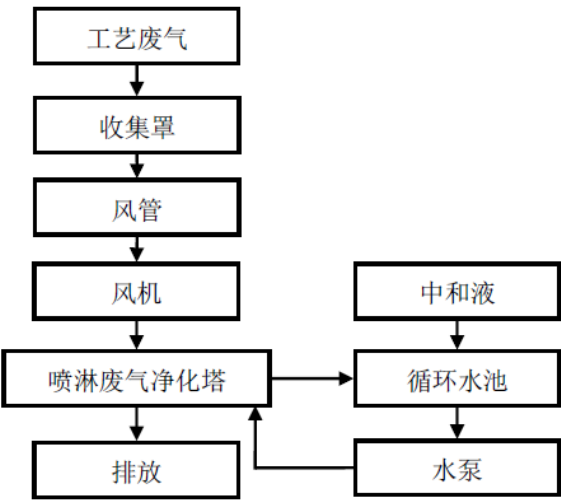 工艺废气
收集罩
风管
风机
中和液
喷淋废气净化塔
循环水池
排放
水泵